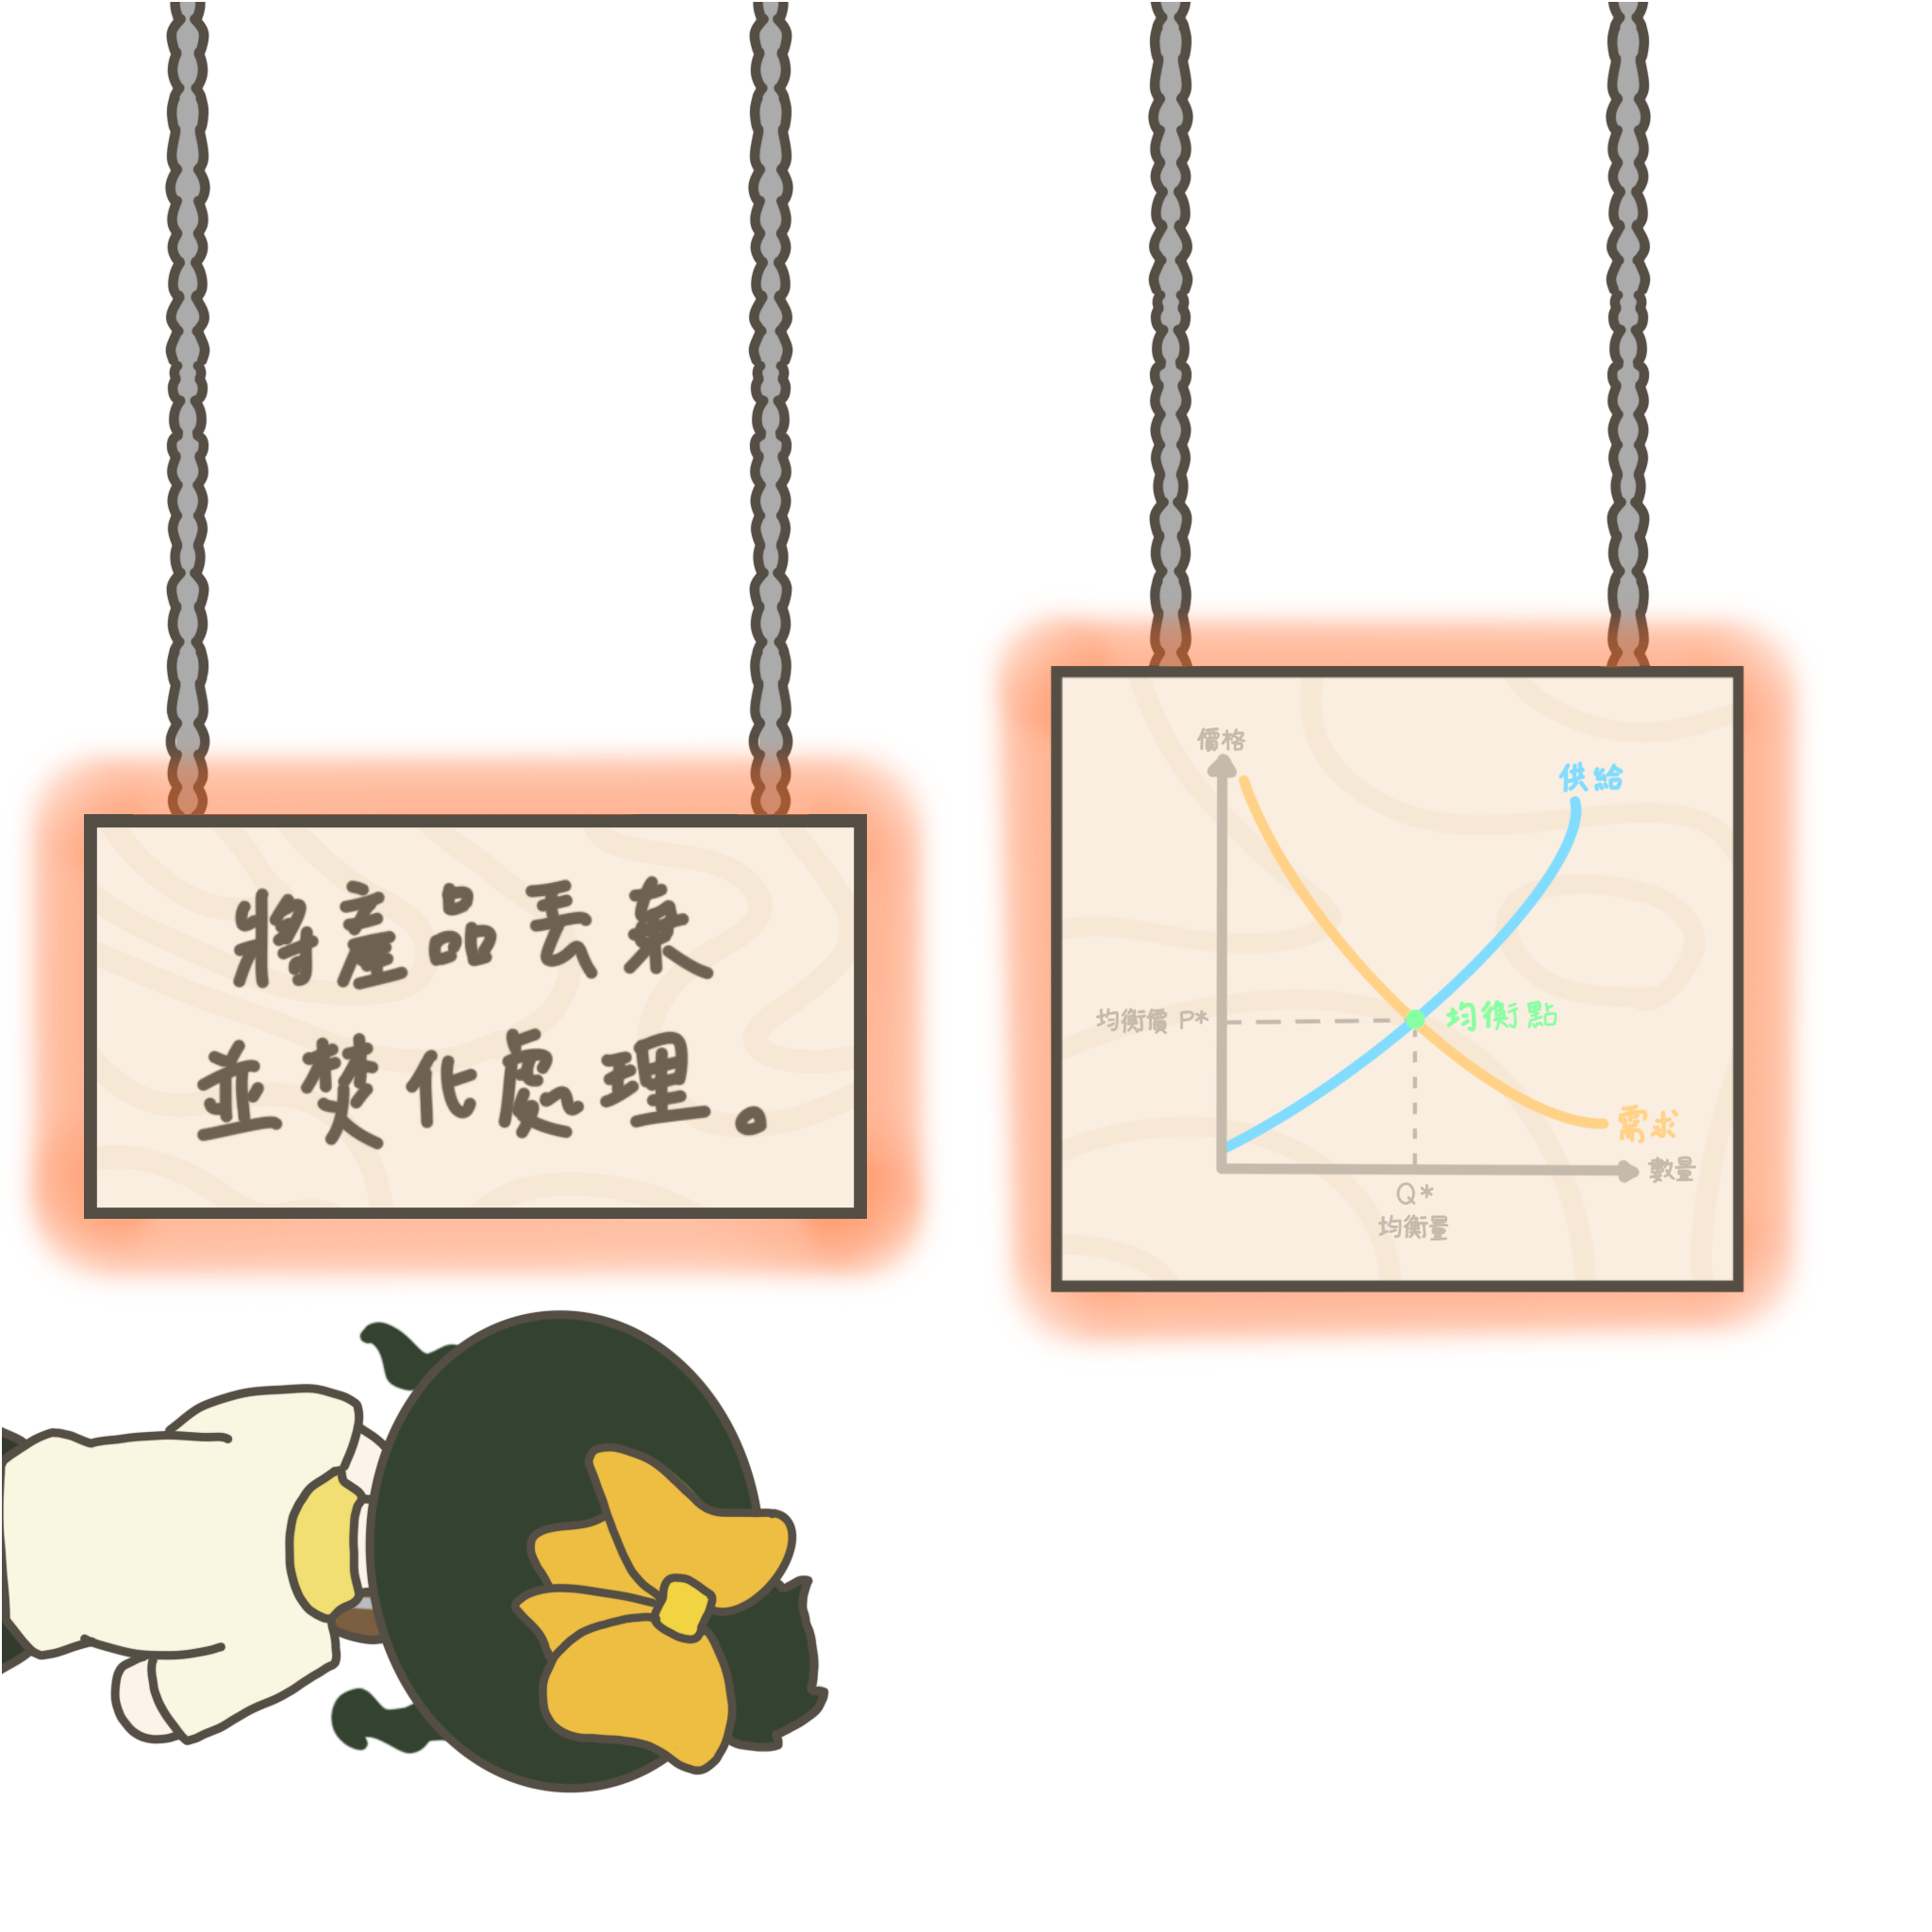 將產品丟棄
並焚化處理。
價格
供給
均衡價 P*
均衡點
需求
數量
Q*
均衡量